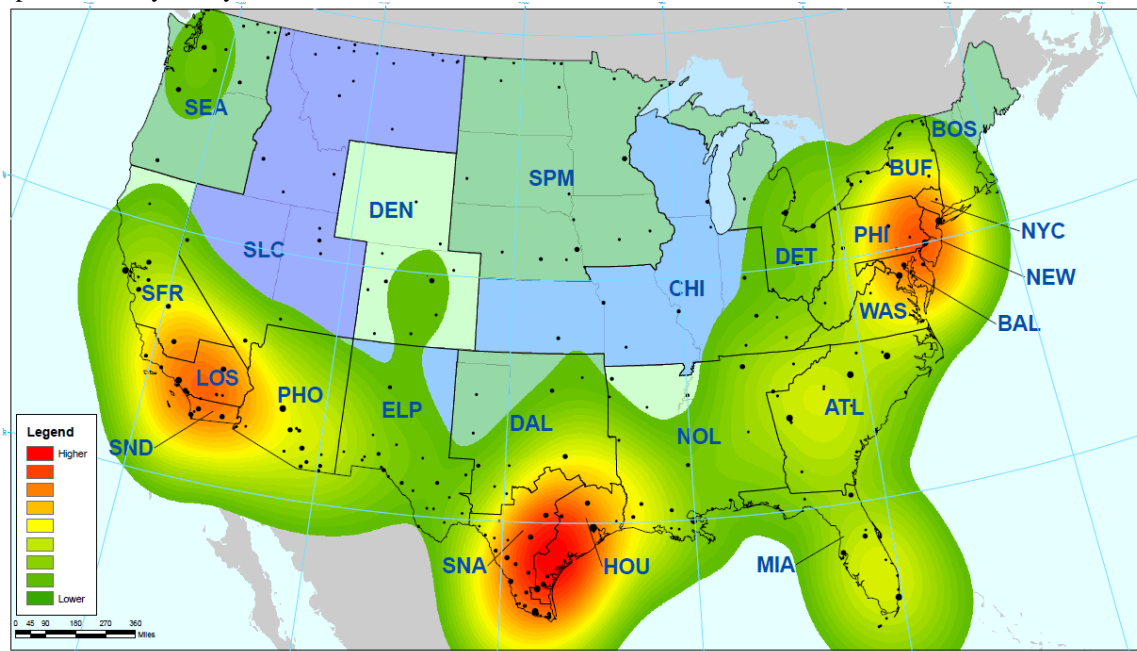 SEA
BOS
BUF
SPM
DEN
NYC
SLC
PHI
DET
NEW
CHI
SFR
WAS
BAL
LOS
PHO
ELP
DAL
ATL
NOL
SND
Legend
Higher
Lower
SNA
HOU
MIA
0 45 90 180 270 360
Miles